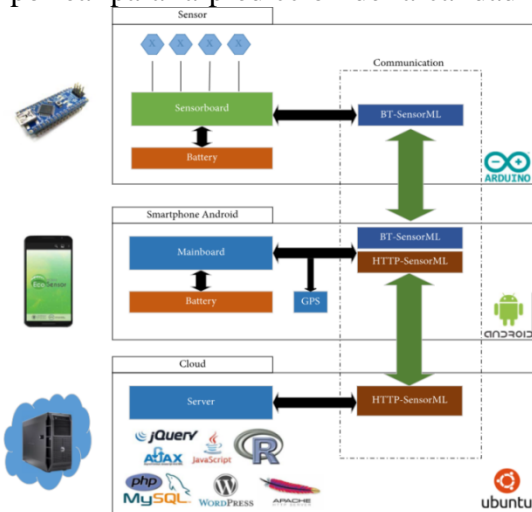 Sensor
X X X X
Communication
Sensorboard
BT-SensorML
Battery
ARDUINO
Smartphone Android
BT-SensorML
Mainboard
HTTP-SensorML
Battery
GPS
ANDROID
Cloud
Server
HTTP-SensorML
jQuery
R
AJAX
JavaScript
php
MySQL
WORDPRESS
APACHE
ubuntu